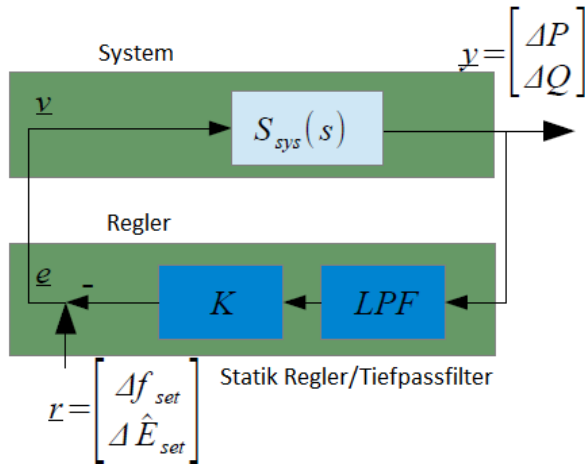 System
y = [ΔP
ΔQ]
v
S_sys(s)
Regler
e
-
K
LPF
Statik Regler/Tiefpassfilter
r = [Δf_set
ΔÊ_set]